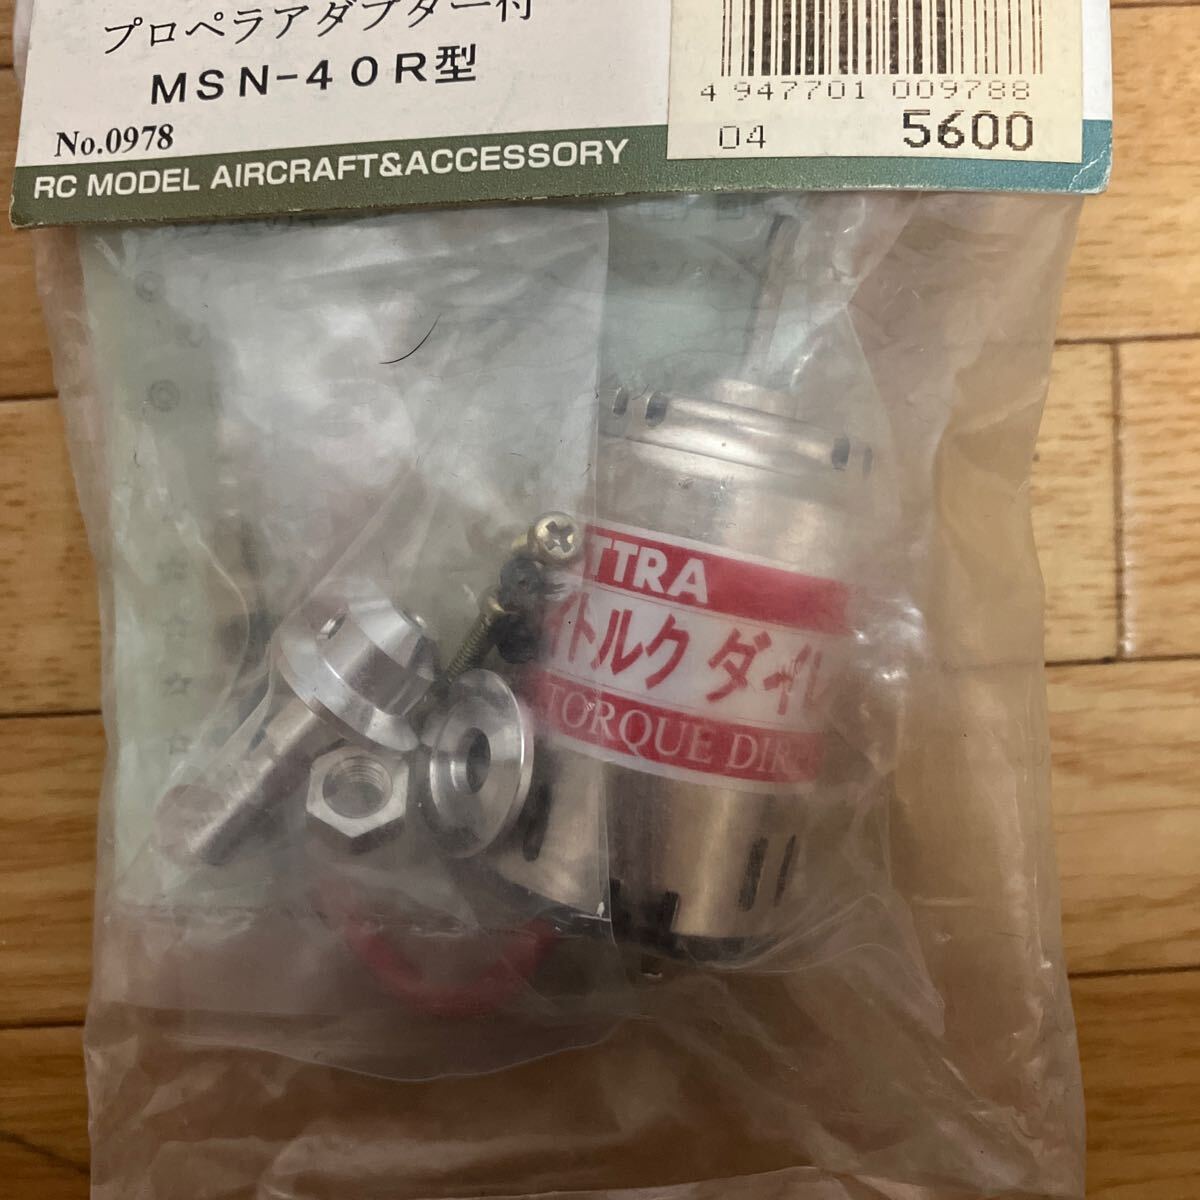 プロペラアダプター付
MSN-40R型
No.0978
RC MODEL AIRCRAFT&ACCESSORY
4 947701 009788
04 5600
TTRA
イトルク ダイレ
TORQUE DIR